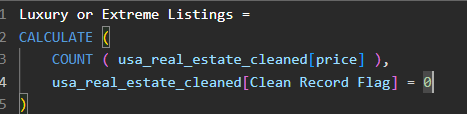 1 Luxury or Extreme Listings =
2 CALCULATE (
3     COUNT ( usa_real_estate_cleaned[price] ),
4     usa_real_estate_cleaned[Clean Record Flag] = 0
5 )